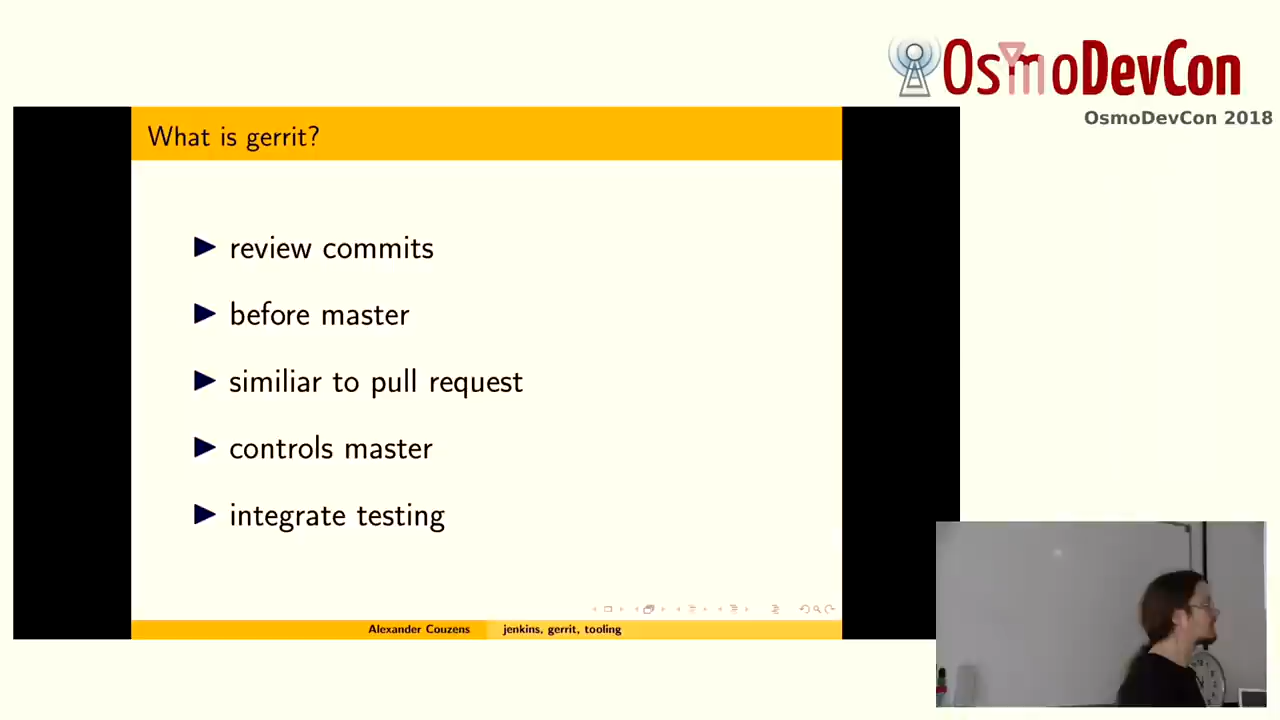 OsmoDevCon
OsmoDevCon 2018
What is gerrit?
review commits
before master
similiar to pull request
controls master
integrate testing
Alexander Couzens
jenkins, gerrit, tooling